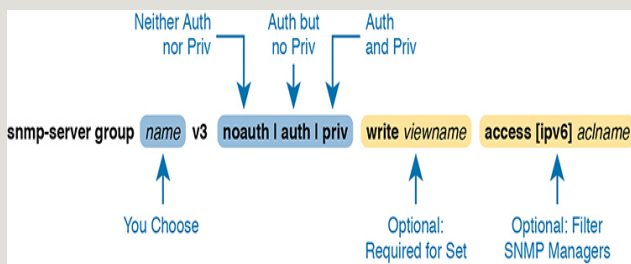 Neither Auth
nor Priv
Auth but
no Priv
Auth
and Priv
snmp-server group name v3 noauth | auth | priv write viewname access [ipv6] aclname
You Choose
Optional:
Required for Set
Optional: Filter
SNMP Managers